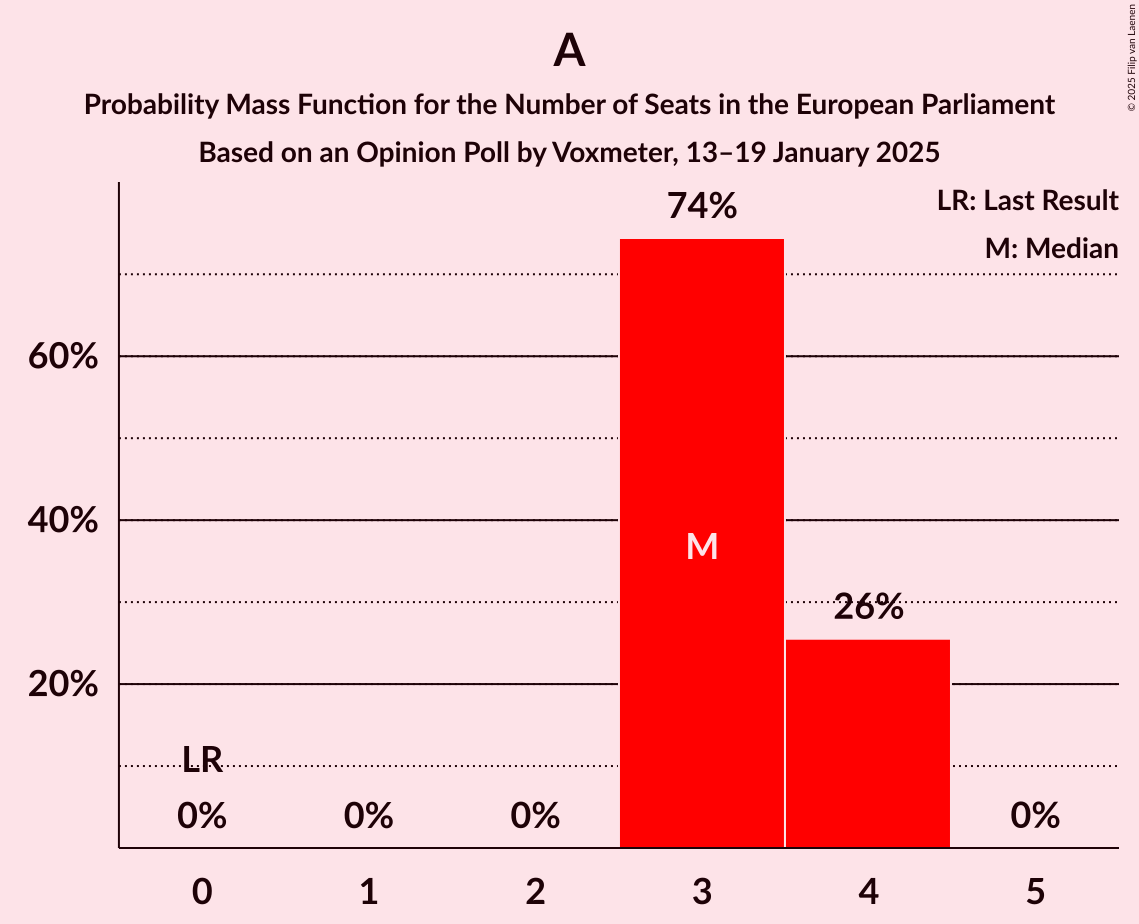 A
Probability Mass Function for the Number of Seats in the European Parliament
Based on an Opinion Poll by Voxmeter, 13–19 January 2025
© 2025 Filip van Laenen
LR: Last Result
M: Median
74%
60%
40%
M
26%
20%
LR
0% 0% 0% 0%
0 1 2 3 4 5